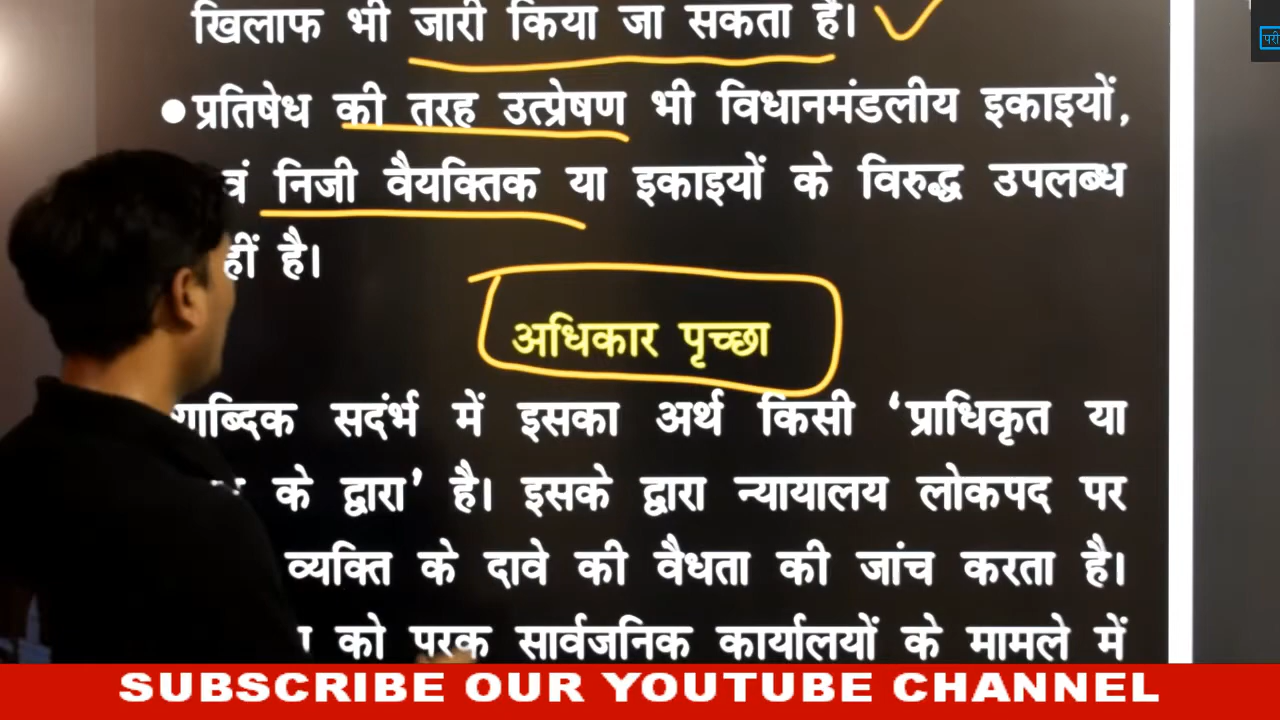 खिलाफ भी जारी किया जा सकता है।
●प्रतिषेध की तरह उत्प्रेषण भी विधानमंडलीय इकाइयों,
निजी वैयक्तिक या इकाइयों के विरुद्ध उपलब्ध
है।
अधिकार पृच्छा
सदंर्भ में इसका अर्थ किसी ‘प्राधिकृत या
के द्वारा’ है। इसके द्वारा न्यायालय लोकपद पर
व्यक्ति के दावे की वैधता की जांच करता है।
को पूरक सार्वजनिक कार्यालयों के मामले में
SUBSCRIBE OUR YOUTUBE CHANNEL